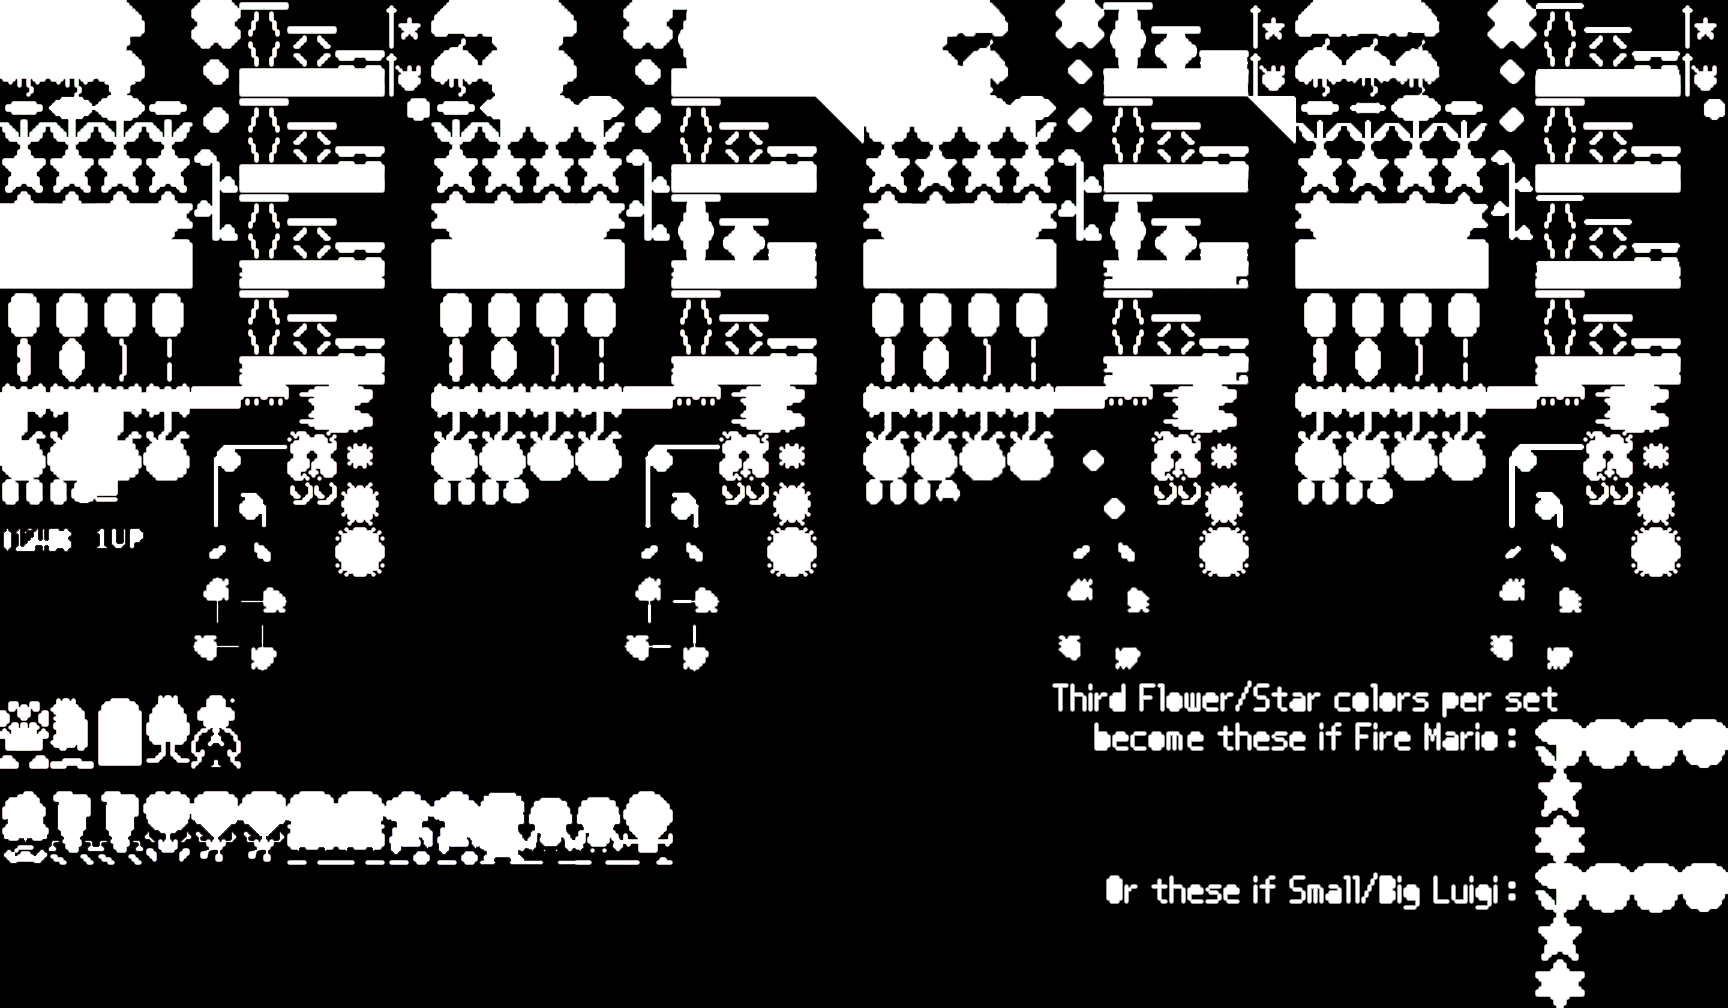 1UP
Third Flower/Star colors per set
become these if Fire Mario:
Or these if Small/Big Luigi: